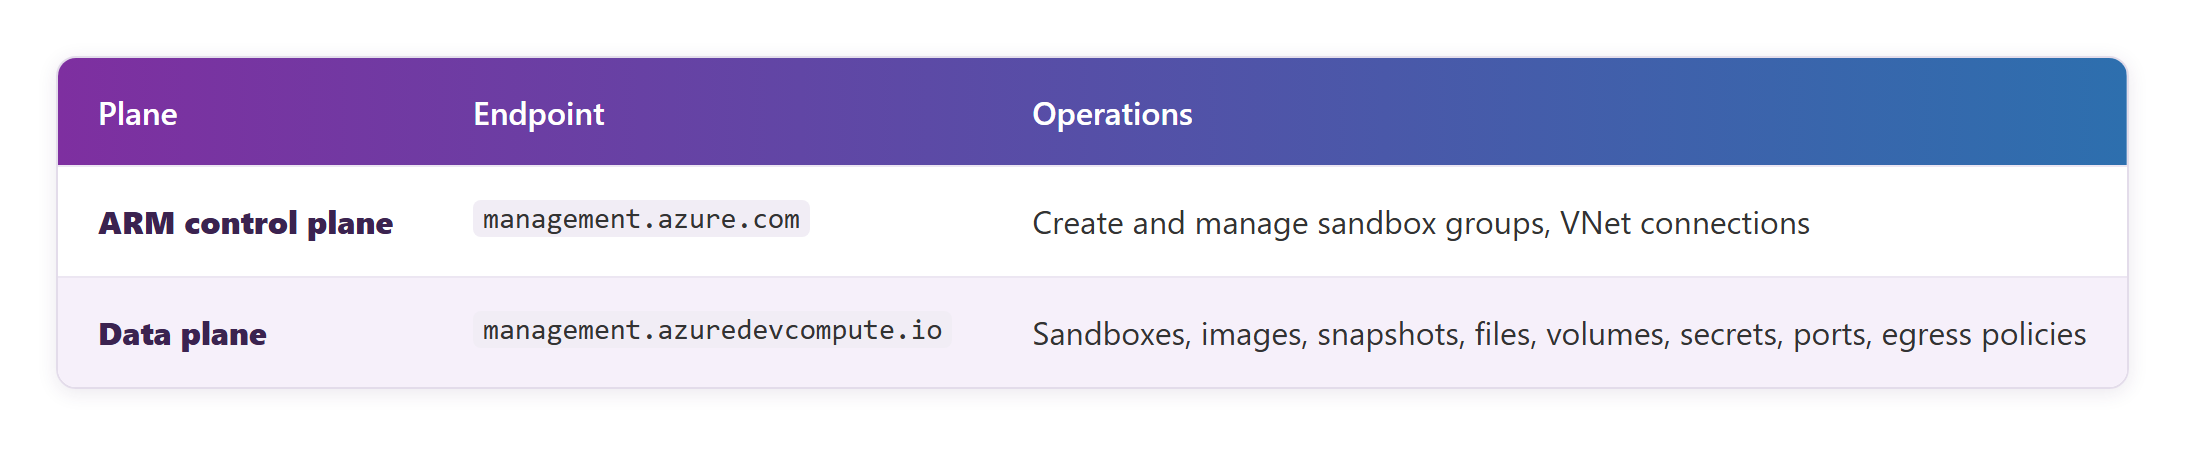 Plane Endpoint Operations
ARM control plane management.azure.com Create and manage sandbox groups, VNet connections
Data plane management.azuredevcompute.io Sandboxes, images, snapshots, files, volumes, secrets, ports, egress policies